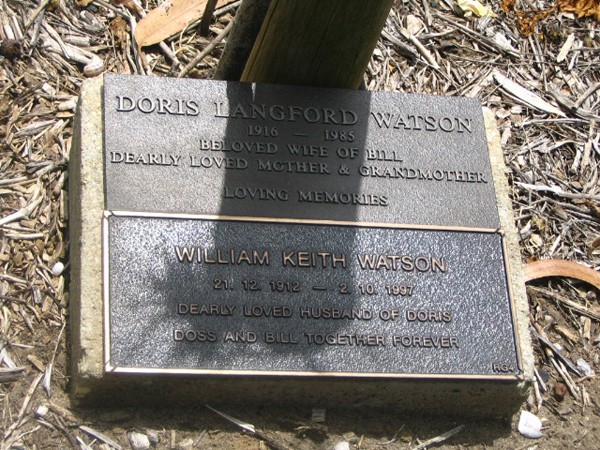 DORIS LANGFORD WATSON
1916 — 1985
BELOVED WIFE OF BILL
DEARLY LOVED MOTHER & GRANDMOTHER
LOVING MEMORIES
WILLIAM KEITH WATSON
21. 12. 1912 — 2. 10. 1997
DEARLY LOVED HUSBAND OF DORIS
DOSS AND BILL TOGETHER FOREVER
RG4